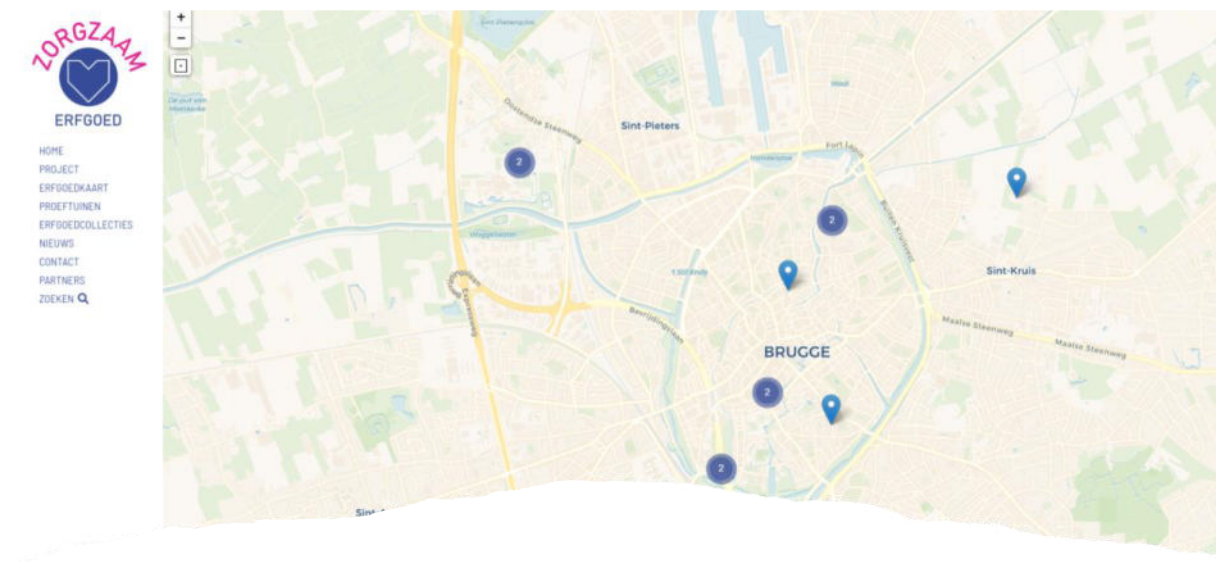 ZORGZAAM
ERFGOED
HOME
PROJECT
ERFGOEDKAART
PROEFTUINEN
ERFGOEDCOLLECTIES
NIEUWS
CONTACT
PARTNERS
ZOEKEN
+
−
Oostendse Steenweg
Sint-Pieters
Fort Lapin
2
2
Buiten Kruisvest
Sint-Kruis
Expresweg
Bevrijdingslaan
Maalse Steenweg
Maalse Steenweg
BRUGGE
2
2